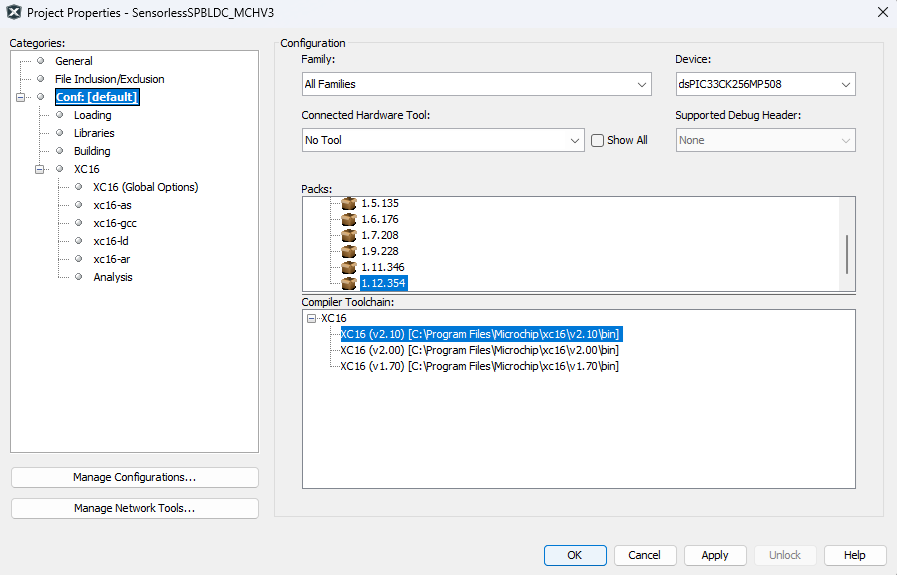 Project Properties - SensorlessSPBLDC_MCHV3
Categories:
General
File Inclusion/Exclusion
Conf: [default]
Loading
Libraries
Building
XC16
XC16 (Global Options)
xc16-as
xc16-gcc
xc16-ld
xc16-ar
Analysis
Manage Configurations...
Manage Network Tools...
Configuration
Family:
Device:
All Families
dsPIC33CK256MP508
Connected Hardware Tool:
Supported Debug Header:
No Tool
Show All
None
Packs:
1.5.135
1.6.176
1.7.208
1.9.228
1.11.346
1.12.354
Compiler Toolchain:
XC16
XC16 (v2.10) [C:\Program Files\Microchip\xc16\v2.10\bin]
XC16 (v2.00) [C:\Program Files\Microchip\xc16\v2.00\bin]
XC16 (v1.70) [C:\Program Files\Microchip\xc16\v1.70\bin]
OK
Cancel
Apply
Unlock
Help